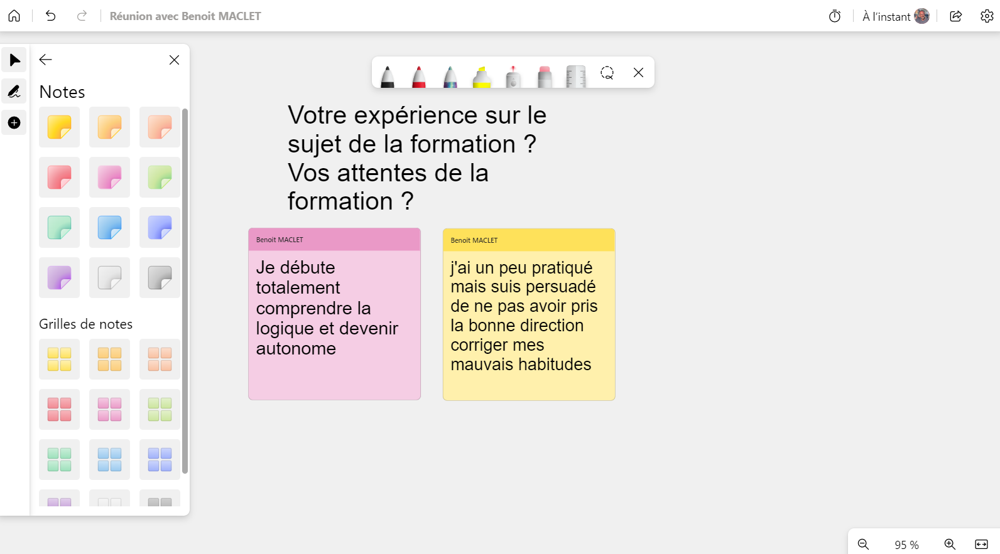 Réunion avec Benoit MACLET
À l'instant
Notes
Votre expérience sur le
sujet de la formation ?
Vos attentes de la
formation ?
Benoit MACLET
Je débute
totalement
comprendre la
logique et devenir
autonome
Benoit MACLET
j'ai un peu pratiqué
mais suis persuadé
de ne pas avoir pris
la bonne direction
corriger mes
mauvais habitudes
Grilles de notes
95 %